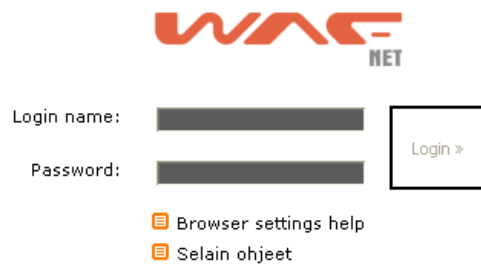 WAC
NET
Login name:
Login »
Password:
Browser settings help
Selain ohjeet